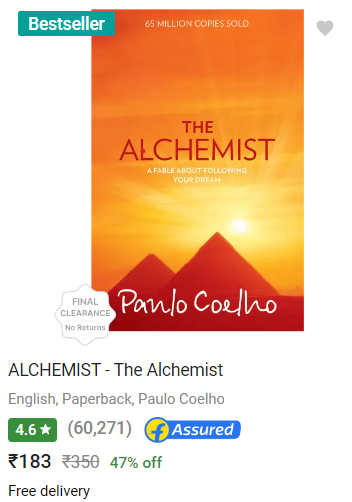 Bestseller
65 MILLION COPIES SOLD
THE
ALCHEMIST
A FABLE ABOUT FOLLOWING
YOUR DREAM
Paulo Coelho
FINAL
CLEARANCE
No Returns
ALCHEMIST - The Alchemist
English, Paperback, Paulo Coelho
4.6★ (60,271) f Assured
₹183 ₹350 47% off
Free delivery